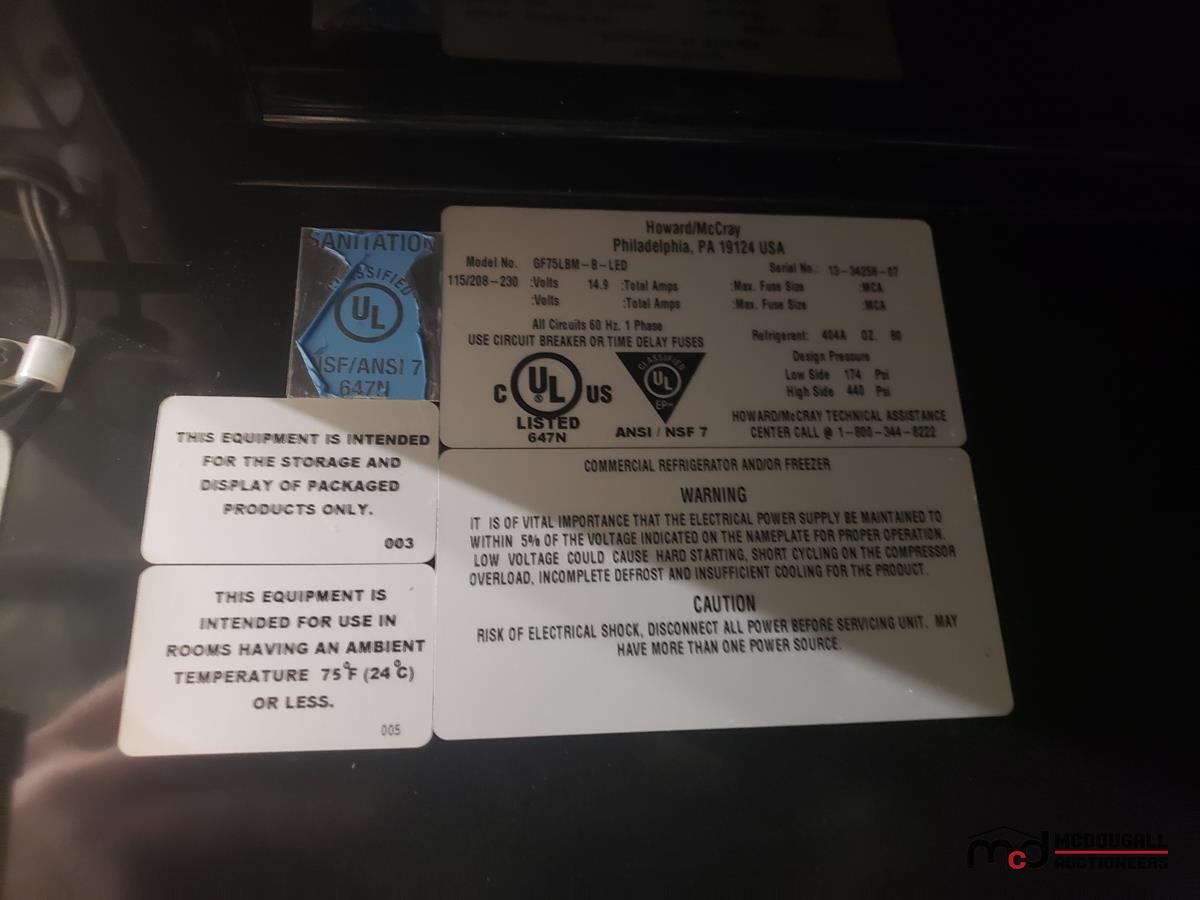 SANITATION
CLASSIFIED
UL
NSF/ANSI 7
647N
Howard/McCray
Philadelphia, PA 19124 USA
Model No. GF75LBM-B-LED Serial No.: 13-34258-07
115/208-230 :Volts 14.9 :Total Amps :Max. Fuse Size :MCA
:Volts :Total Amps :Max. Fuse Size :MCA
All Circuits 60 Hz. 1 Phase
USE CIRCUIT BREAKER OR TIME DELAY FUSES
Refrigerant: 404A OZ. 80
Design Pressure
Low Side 174 Psi
High Side 440 Psi
C UL US
LISTED
647N
CLASSIFIED
UL
EPH
ANSI / NSF 7
HOWARD/McCRAY TECHNICAL ASSISTANCE
CENTER CALL @ 1-800-344-8222
THIS EQUIPMENT IS INTENDED
FOR THE STORAGE AND
DISPLAY OF PACKAGED
PRODUCTS ONLY.
003
THIS EQUIPMENT IS
INTENDED FOR USE IN
ROOMS HAVING AN AMBIENT
TEMPERATURE 75°F (24°C)
OR LESS.
005
COMMERCIAL REFRIGERATOR AND/OR FREEZER
WARNING
IT IS OF VITAL IMPORTANCE THAT THE ELECTRICAL POWER SUPPLY BE MAINTAINED TO
WITHIN 5% OF THE VOLTAGE INDICATED ON THE NAMEPLATE FOR PROPER OPERATION.
LOW VOLTAGE COULD CAUSE HARD STARTING, SHORT CYCLING ON THE COMPRESSOR
OVERLOAD, INCOMPLETE DEFROST AND INSUFFICIENT COOLING FOR THE PRODUCT.
CAUTION
RISK OF ELECTRICAL SHOCK, DISCONNECT ALL POWER BEFORE SERVICING UNIT. MAY
HAVE MORE THAN ONE POWER SOURCE.
mcd MCDOUGALL
AUCTIONEERS